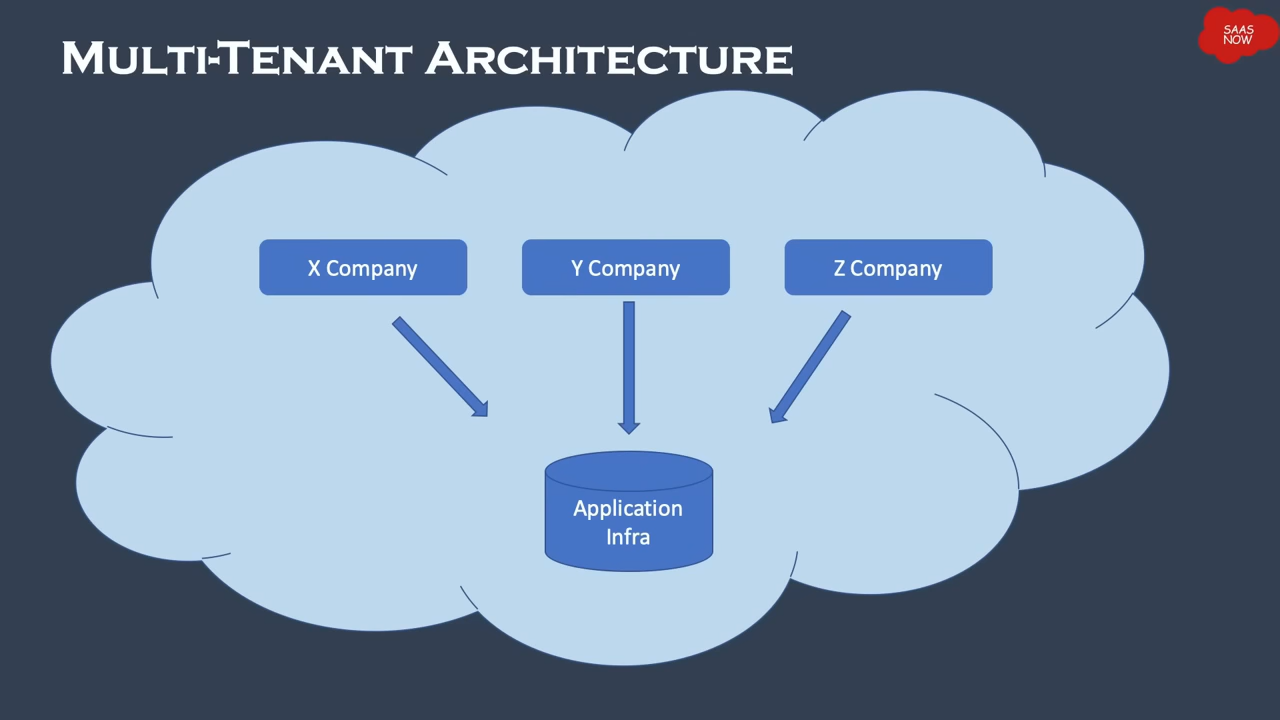 Multi-Tenant Architecture
SAAS
NOW
X Company
Y Company
Z Company
Application
Infra